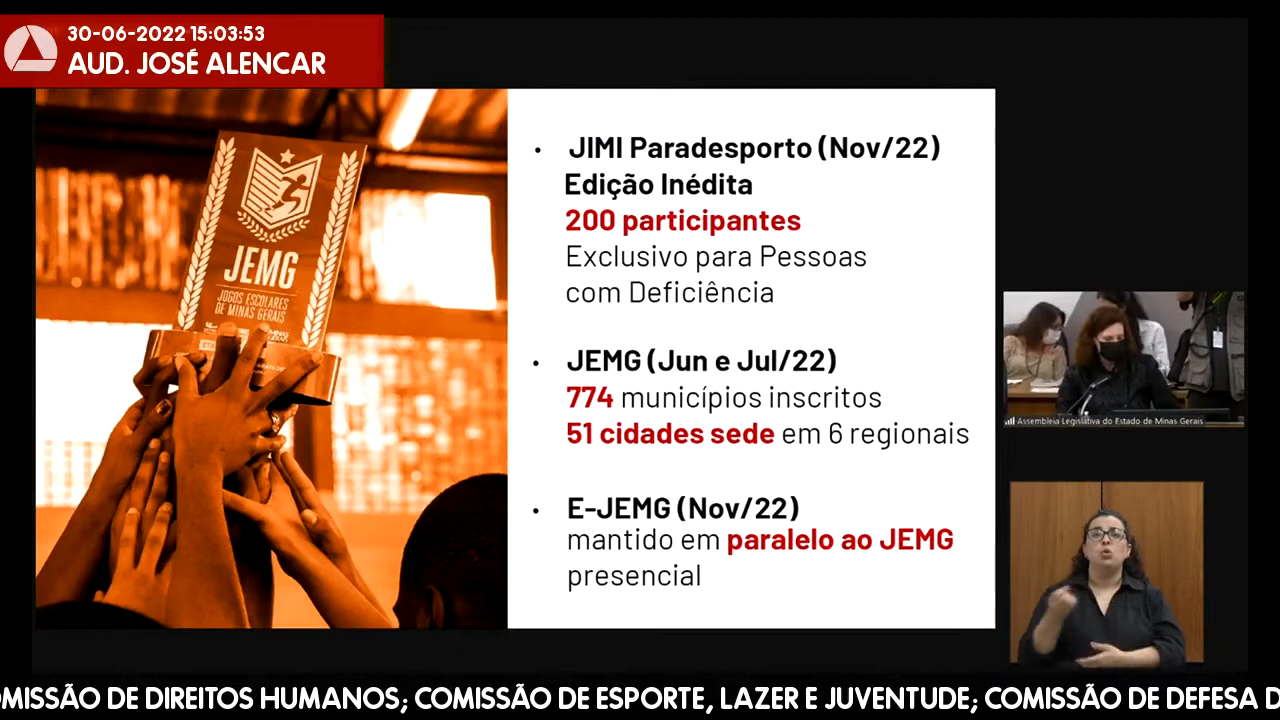 30-06-2022 15:03:53
AUD. JOSÉ ALENCAR
JEMG
JOGOS ESCOLARES
DE MINAS GERAIS
• JIMI Paradesporto (Nov/22)
Edição Inédita
200 participantes
Exclusivo para Pessoas
com Deficiência
• JEMG (Jun e Jul/22)
774 municípios inscritos
51 cidades sede em 6 regionais
• E-JEMG (Nov/22)
mantido em paralelo ao JEMG
presencial
Assembleia Legislativa do Estado de Minas Gerais
OMISSÃO DE DIREITOS HUMANOS; COMISSÃO DE ESPORTE, LAZER E JUVENTUDE; COMISSÃO DE DEFESA D